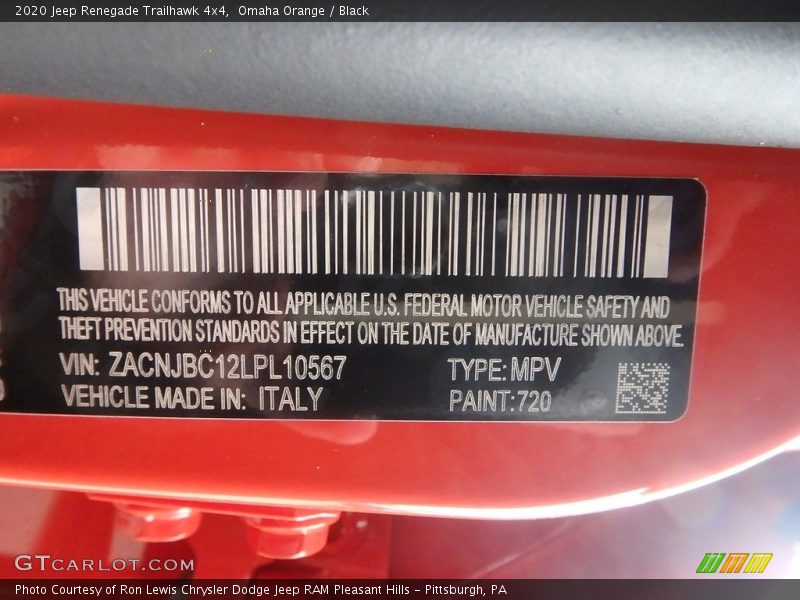 2020 Jeep Renegade Trailhawk 4x4,  Omaha Orange / Black
THIS VEHICLE CONFORMS TO ALL APPLICABLE U.S. FEDERAL MOTOR VEHICLE SAFETY AND
THEFT PREVENTION STANDARDS IN EFFECT ON THE DATE OF MANUFACTURE SHOWN ABOVE.
VIN: ZACNJBC12LPL10567 TYPE: MPV
VEHICLE MADE IN: ITALY PAINT: 720
GTCARLOT.COM
Photo Courtesy of Ron Lewis Chrysler Dodge Jeep RAM Pleasant Hills - Pittsburgh, PA